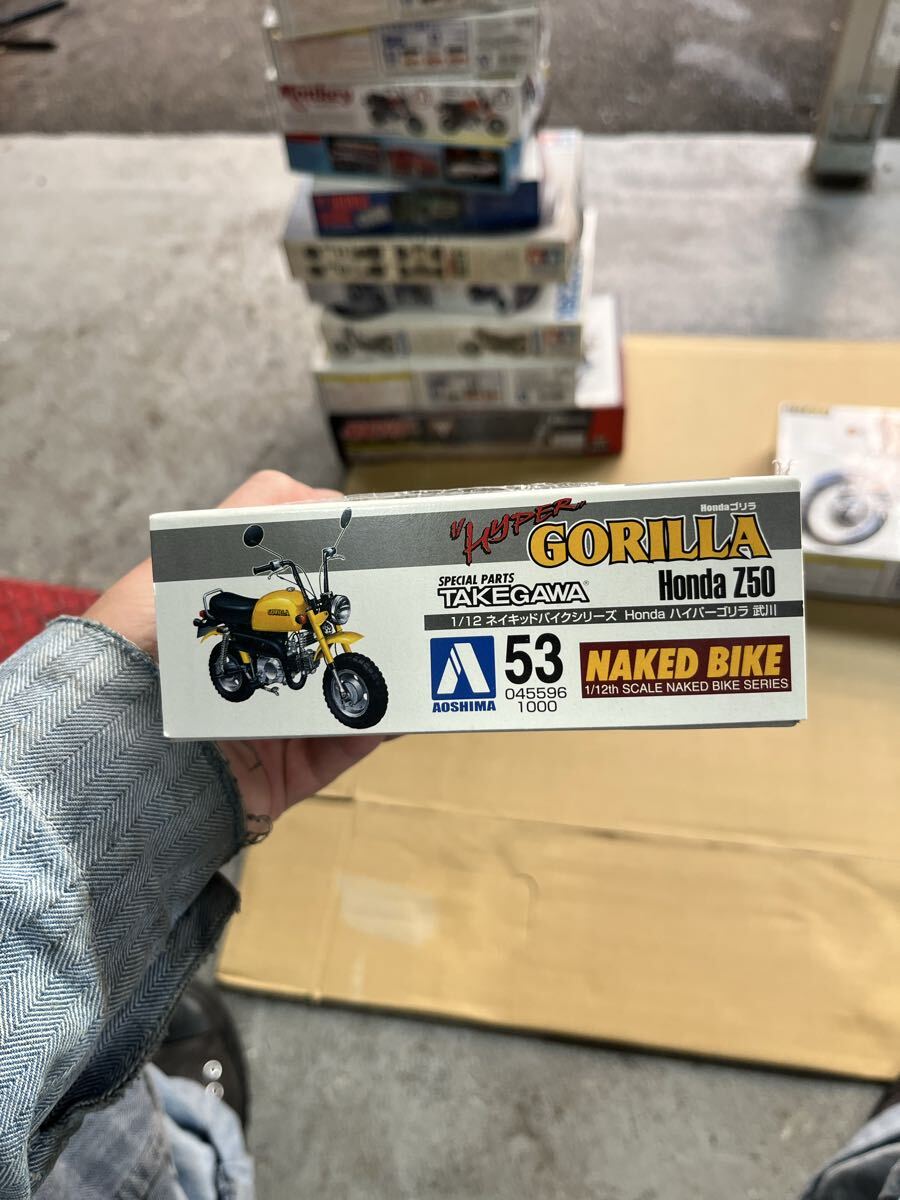 Monkey
"HYPER"
Hondaゴリラ
GORILLA
Honda Z50
SPECIAL PARTS
TAKEGAWA
1/12 ネイキッドバイクシリーズ Honda ハイパーゴリラ 武川
GORILLA
AOSHIMA
53
045596
1000
NAKED BIKE
1/12th SCALE NAKED BIKE SERIES